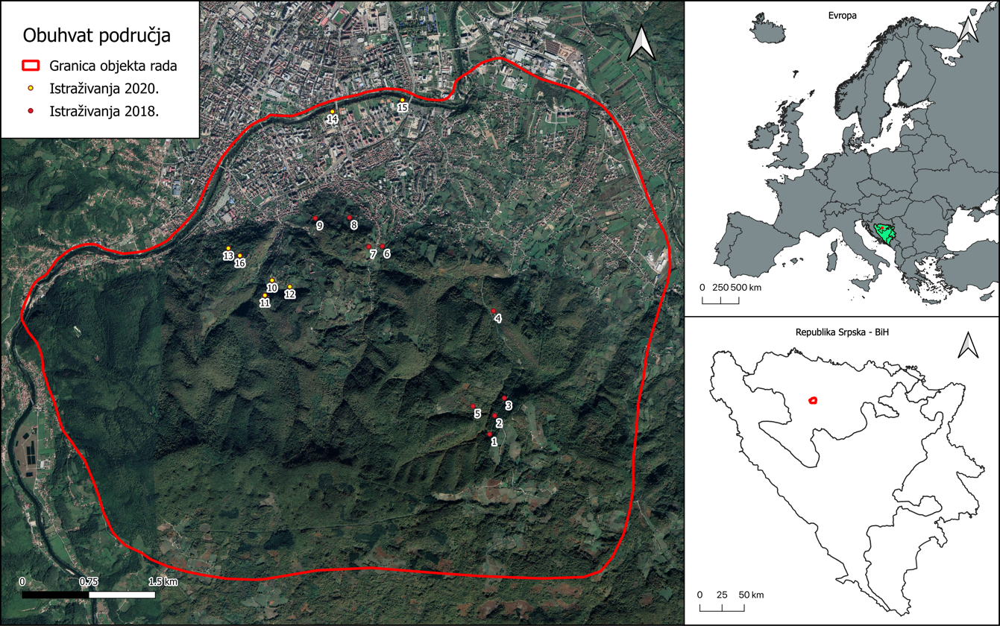 Obuhvat područja
Granica objekta rada
Istraživanja 2020.
Istraživanja 2018.
14
15
9
8
13
16
7
6
10
12
11
4
3
5
2
1
0
0.75
1.5 km
Evropa
0 250 500 km
Republika Srpska - BiH
0 25 50 km